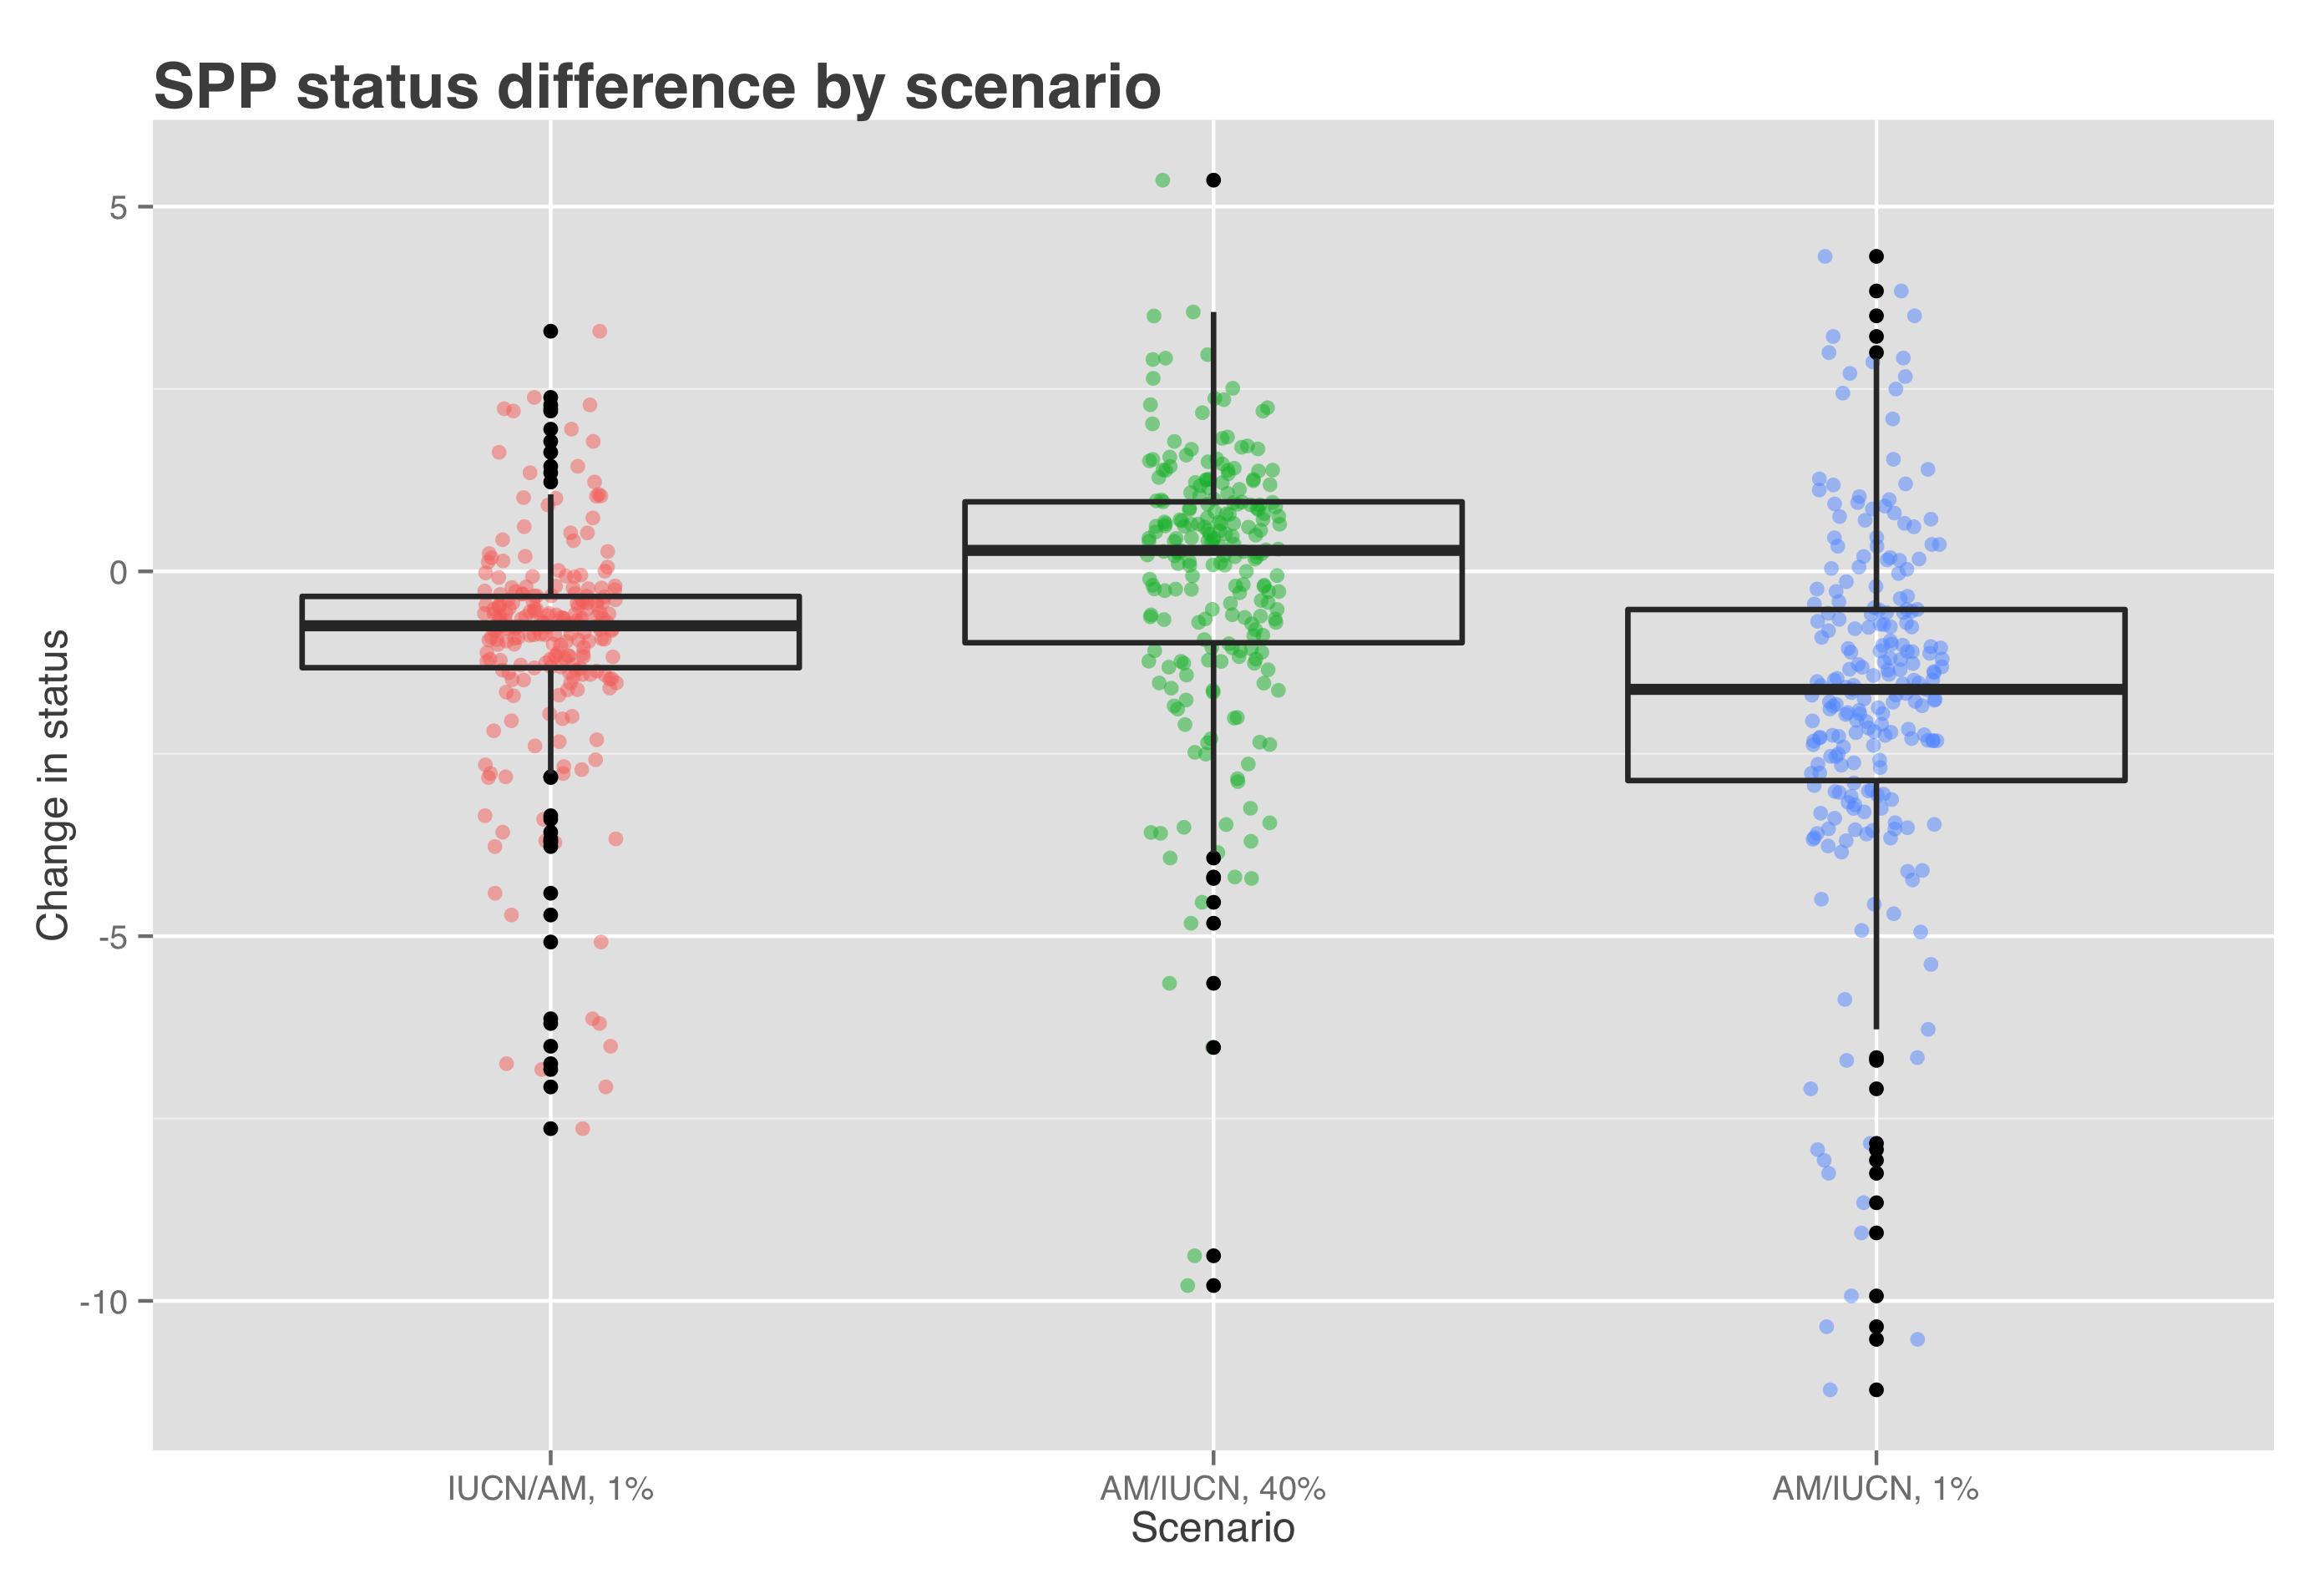 SPP status difference by scenario
Change in status
5
0
-5
-10
IUCN/AM, 1%
AM/IUCN, 40%
AM/IUCN, 1%
Scenario